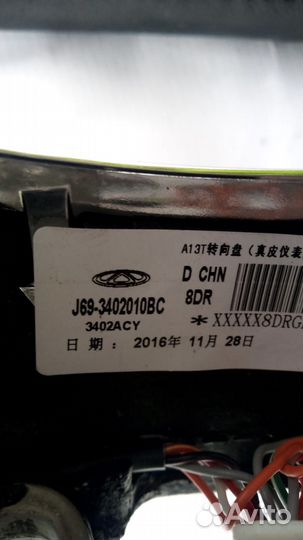 A13T转向盘（真皮仪表
D CHN
8DR
J69-3402010BC
3402ACY
*XXXXX8DRG
日期： 2016年 11月 28日
Avito